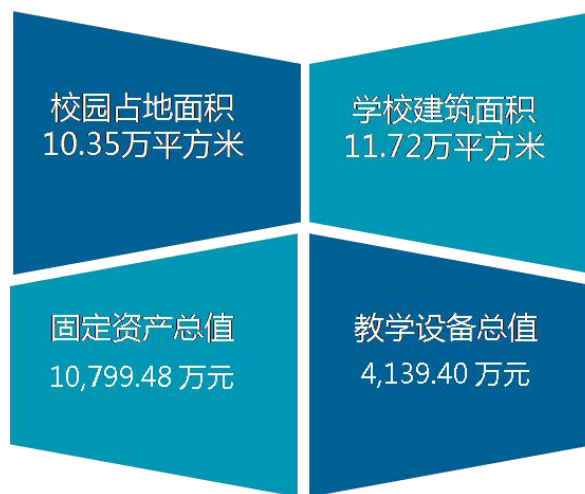 校园占地面积
10.35万平方米
学校建筑面积
11.72万平方米
固定资产总值
10,799.48 万元
教学设备总值
4,139.40 万元